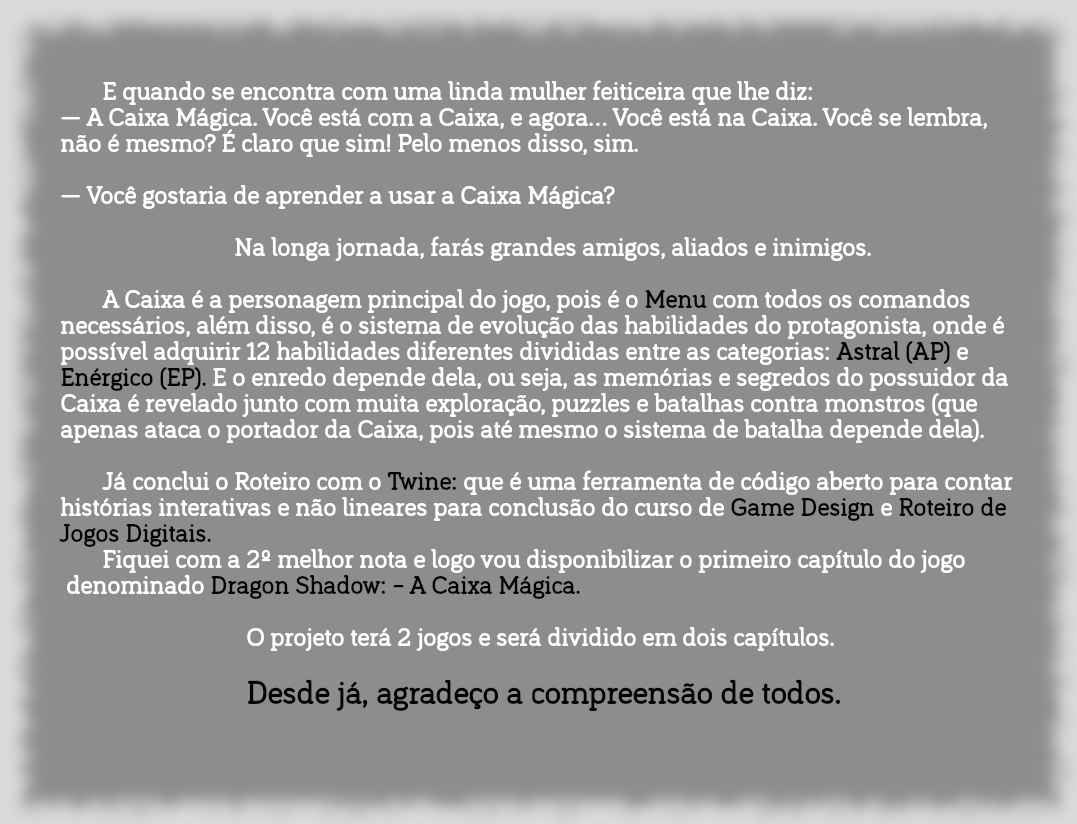 E quando se encontra com uma linda mulher feiticeira que lhe diz:
— A Caixa Mágica. Você está com a Caixa, e agora... Você está na Caixa. Você se lembra,
não é mesmo? É claro que sim! Pelo menos disso, sim.
— Você gostaria de aprender a usar a Caixa Mágica?
Na longa jornada, farás grandes amigos, aliados e inimigos.
A Caixa é a personagem principal do jogo, pois é o Menu com todos os comandos
necessários, além disso, é o sistema de evolução das habilidades do protagonista, onde é
possível adquirir 12 habilidades diferentes divididas entre as categorias: Astral (AP) e
Enérgico (EP). E o enredo depende dela, ou seja, as memórias e segredos do possuidor da
Caixa é revelado junto com muita exploração, puzzles e batalhas contra monstros (que
apenas ataca o portador da Caixa, pois até mesmo o sistema de batalha depende dela).
Já conclui o Roteiro com o Twine: que é uma ferramenta de código aberto para contar
histórias interativas e não lineares para conclusão do curso de Game Design e Roteiro de
Jogos Digitais.
Fiquei com a 2ª melhor nota e logo vou disponibilizar o primeiro capítulo do jogo
denominado Dragon Shadow: – A Caixa Mágica.
O projeto terá 2 jogos e será dividido em dois capítulos.
Desde já, agradeço a compreensão de todos.